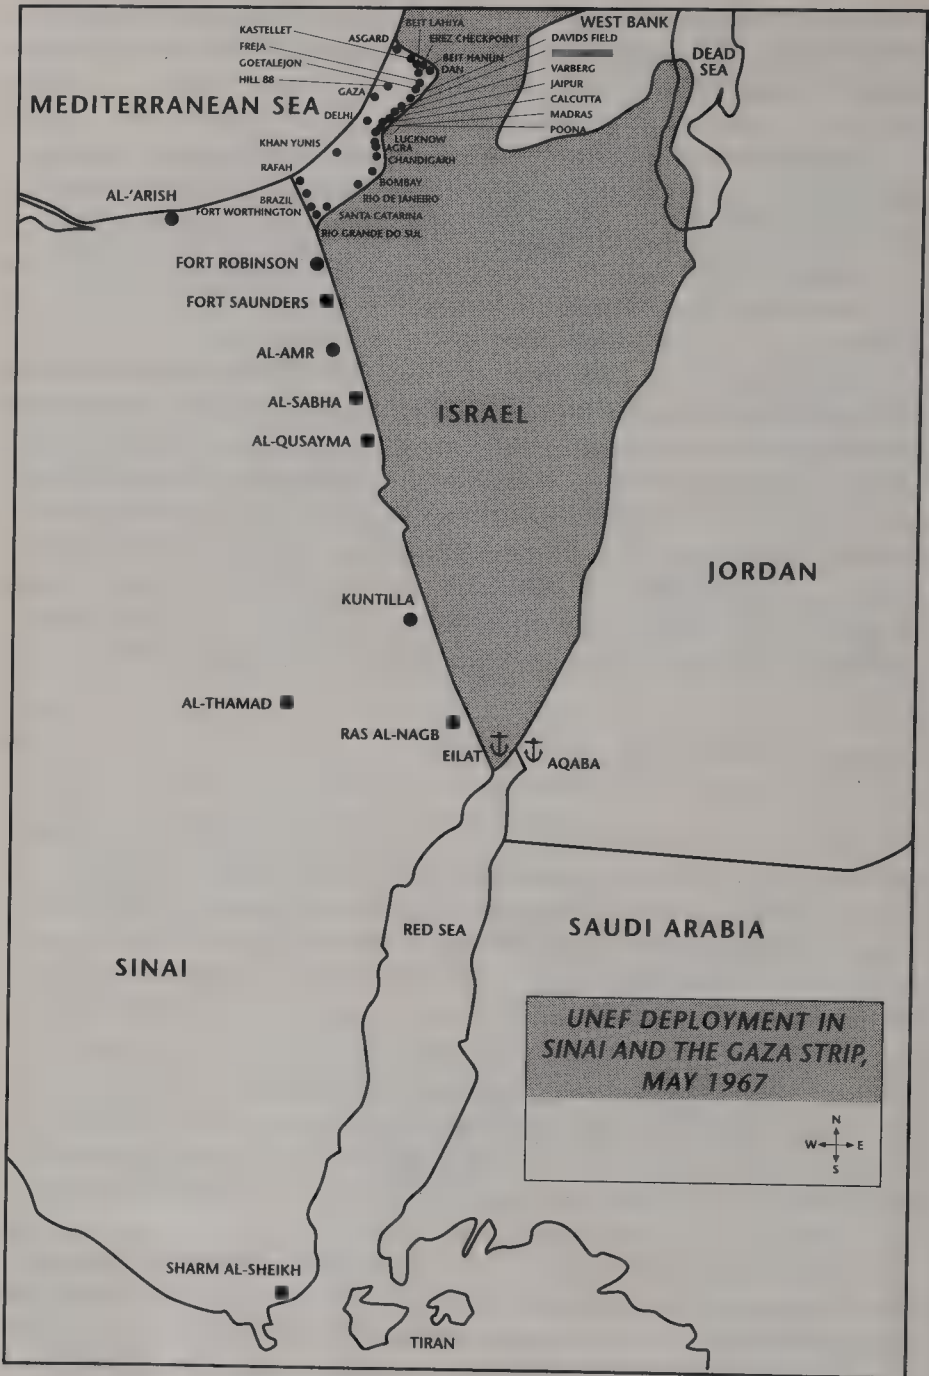 BEIT LAHIYA
WEST BANK
KASTELLET
ASGARD
EREZ CHECKPOINT
DAVIDS FIELD
FREJA
BEIT HANUN
DEAD
SEA
GOETALEJON
DAN
VARBERG
HILL 88
JAIPUR
GAZA
CALCUTTA
MEDITERRANEAN SEA
DELHI
MADRAS
POONA
KHAN YUNIS
LUCKNOW
AGRA
CHANDIGARH
RAFAH
BOMBAY
AL-'ARISH
BRAZIL
RIO DE JANEIRO
FORT WORTHINGTON
SANTA CATARINA
RIO GRANDE DO SUL
FORT ROBINSON
FORT SAUNDERS
AL-AMR
AL-SABHA
ISRAEL
AL-QUSAYMA
JORDAN
KUNTILLA
AL-THAMAD
RAS AL-NAGB
EILAT
AQABA
RED SEA
SAUDI ARABIA
SINAI
UNEF DEPLOYMENT IN
SINAI AND THE GAZA STRIP,
MAY 1967
N
W E
S
SHARM AL-SHEIKH
TIRAN